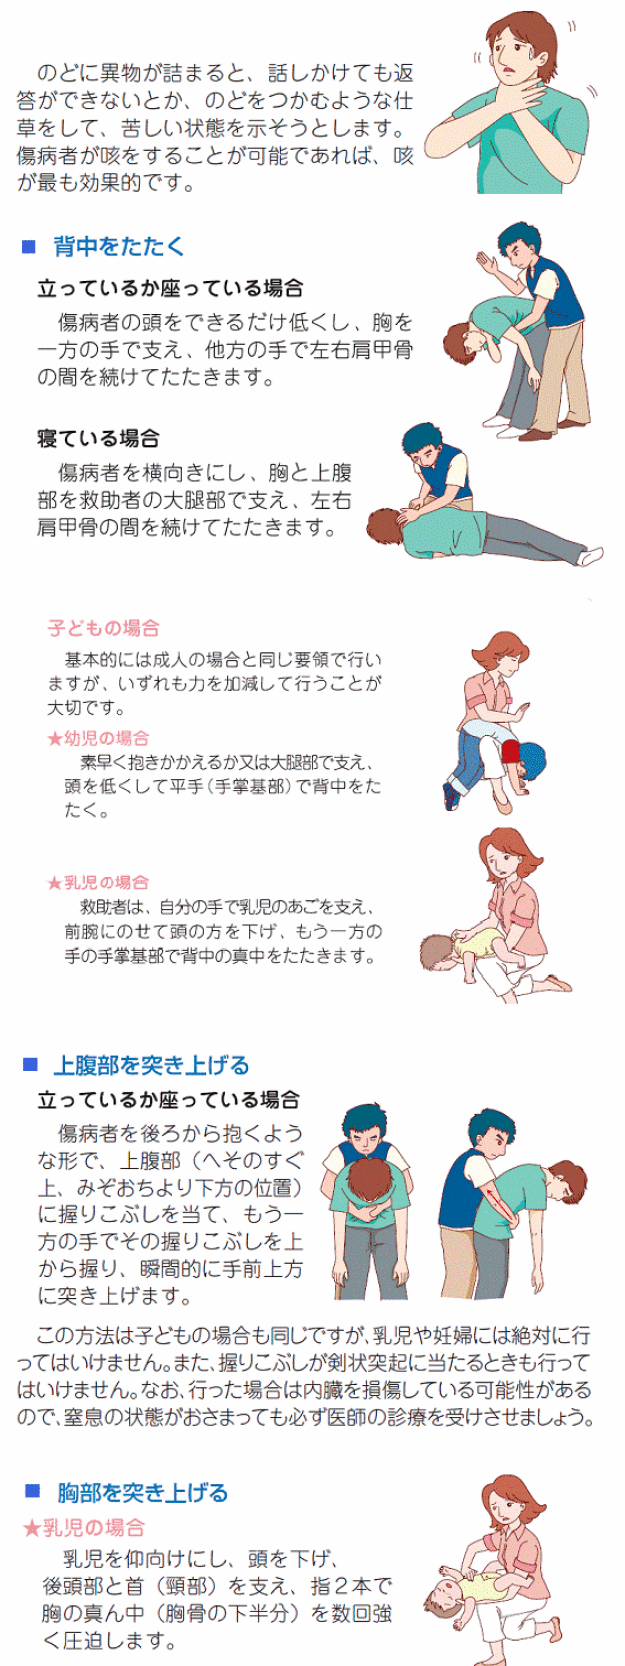 のどに異物が詰まると、話しかけても返
答ができないとか、のどをつかむような仕
草をして、苦しい状態を示そうとします。
傷病者が咳をすることが可能であれば、咳
が最も効果的です。
■ 背中をたたく
立っているか座っている場合
傷病者の頭をできるだけ低くし、胸を
一方の手で支え、他方の手で左右肩甲骨
の間を続けてたたきます。
寝ている場合
傷病者を横向きにし、胸と上腹
部を救助者の大腿部で支え、左右
肩甲骨の間を続けてたたきます。
子どもの場合
基本的には成人の場合と同じ要領で行い
ますが、いずれも力を加減して行うことが
大切です。
★幼児の場合
素早く抱きかかえるか又は大腿部で支え、
頭を低くして平手(手掌基部)で背中をた
たく。
★乳児の場合
救助者は、自分の手で乳児のあごを支え、
前腕にのせて頭の方を下げ、もう一方の
手の手掌基部で背中の真中をたたきます。
■ 上腹部を突き上げる
立っているか座っている場合
傷病者を後ろから抱くよう
な形で、上腹部（へそのすぐ
上、みぞおちより下方の位置）
に握りこぶしを当て、もう一
方の手でその握りこぶしを上
から握り、瞬間的に手前上方
に突き上げます。
この方法は子どもの場合も同じですが、乳児や妊婦には絶対に行
ってはいけません。また、握りこぶしが剣状突起に当たるときも行って
はいけません。なお、行った場合は内臓を損傷している可能性がある
ので、窒息の状態がおさまっても必ず医師の診療を受けさせましょう。
■ 胸部を突き上げる
★乳児の場合
乳児を仰向けにし、頭を下げ、
後頭部と首（頸部）を支え、指２本で
胸の真ん中（胸骨の下半分）を数回強
く圧迫します。